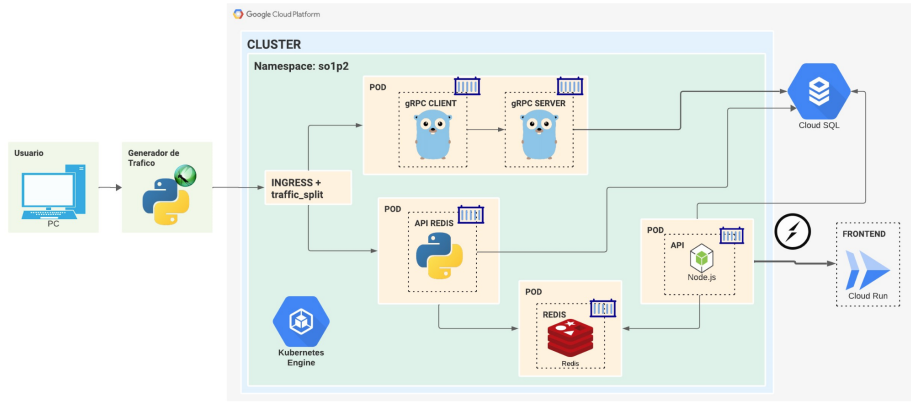 Google Cloud Platform
CLUSTER
Namespace: so1p2
POD
gRPC CLIENT
gRPC SERVER
Cloud SQL
Usuario
PC
Generador de
Trafico
INGRESS +
traffic_split
POD
API REDIS
POD
API
Node.js
FRONTEND
Cloud Run
POD
REDIS
Redis
Kubernetes
Engine